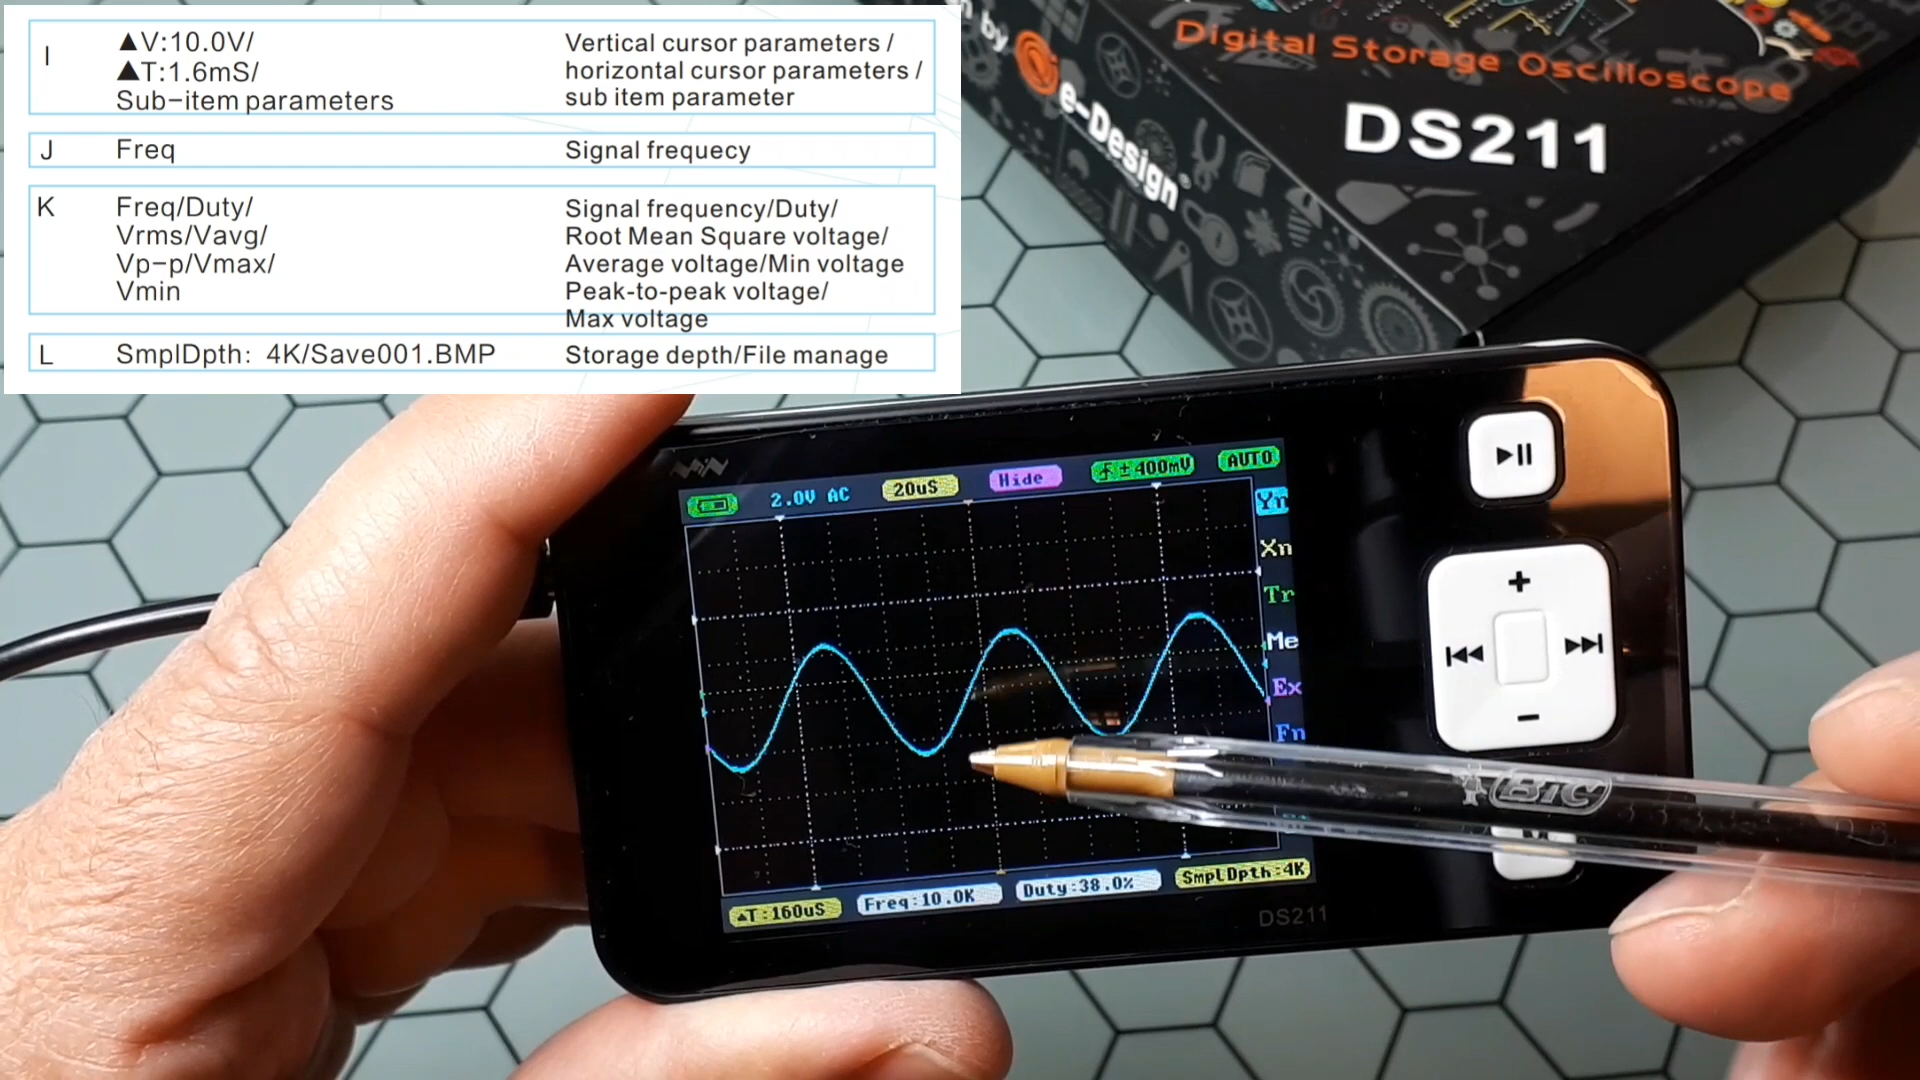 I ▲V:10.0V/ Vertical cursor parameters /
▲T:1.6mS/ horizontal cursor parameters /
Sub-item parameters sub item parameter
J Freq Signal frequecy
K Freq/Duty/ Signal frequency/Duty/
Vrms/Vavg/ Root Mean Square voltage/
Vp-p/Vmax/ Average voltage/Min voltage
Vmin Peak-to-peak voltage/
Max voltage
L SmplDpth: 4K/Save001.BMP Storage depth/File manage
by e-Design
Digital Storage Oscilloscope
DS211
2.0V AC 20uS Hide ±400mV AUTO
Yn
Xn
Tr
Me
Ex
Fn
▲T:160uS Freq:10.0K Duty:38.0% SmplDpth:4K
DS211
+
-
M
BIC